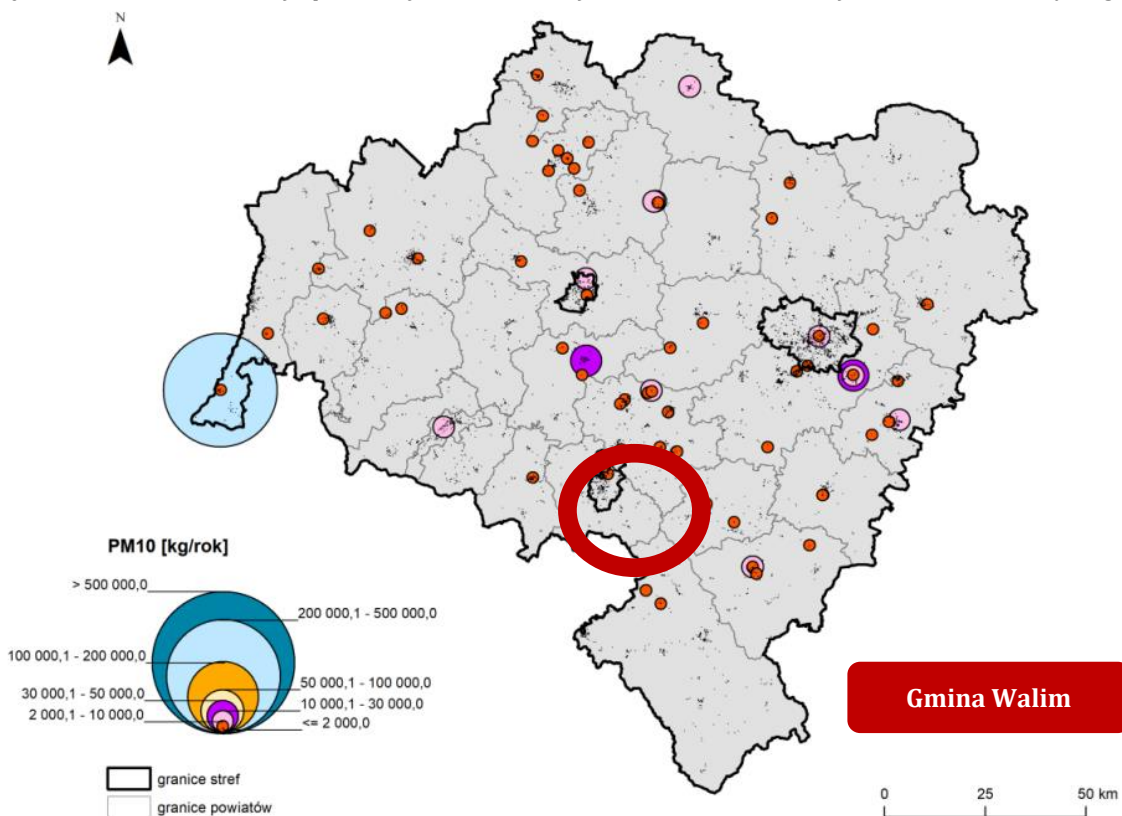 N
PM10 [kg/rok]
> 500 000,0
200 000,1 - 500 000,0
100 000,1 - 200 000,0
50 000,1 - 100 000,0
30 000,1 - 50 000,0
10 000,1 - 30 000,0
2 000,1 - 10 000,0
<= 2 000,0
granice stref
granice powiatów
Gmina Walim
0 25 50 km